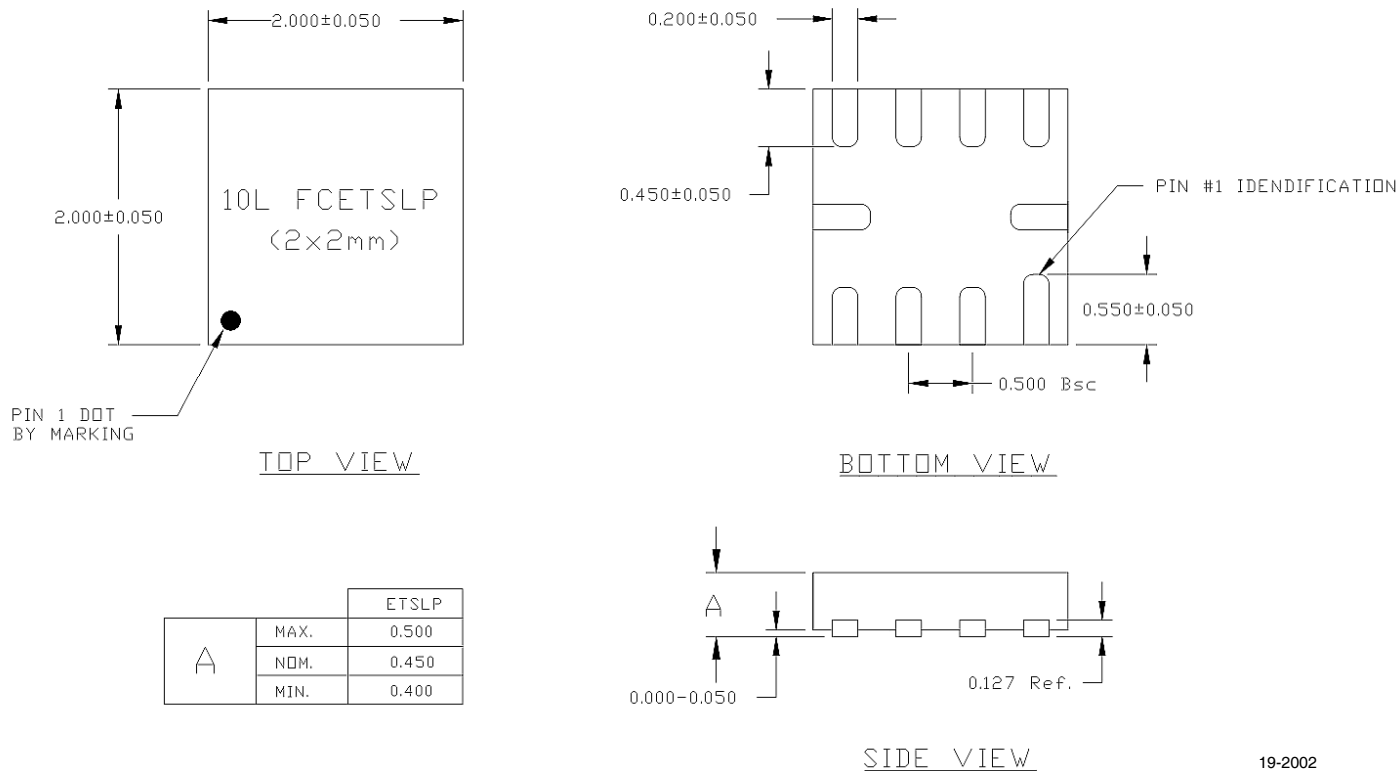 2.000±0.050
2.000±0.050
10L FCETSLP
(2x2mm)
PIN 1 DOT
BY MARKING
TOP VIEW
0.200±0.050
0.450±0.050
PIN #1 IDENDIFICATION
0.550±0.050
0.500 Bsc
BOTTOM VIEW
ETSLP
A
MAX. 0.500
NOM. 0.450
MIN. 0.400
A
0.000-0.050
0.127 Ref.
SIDE VIEW
19-2002